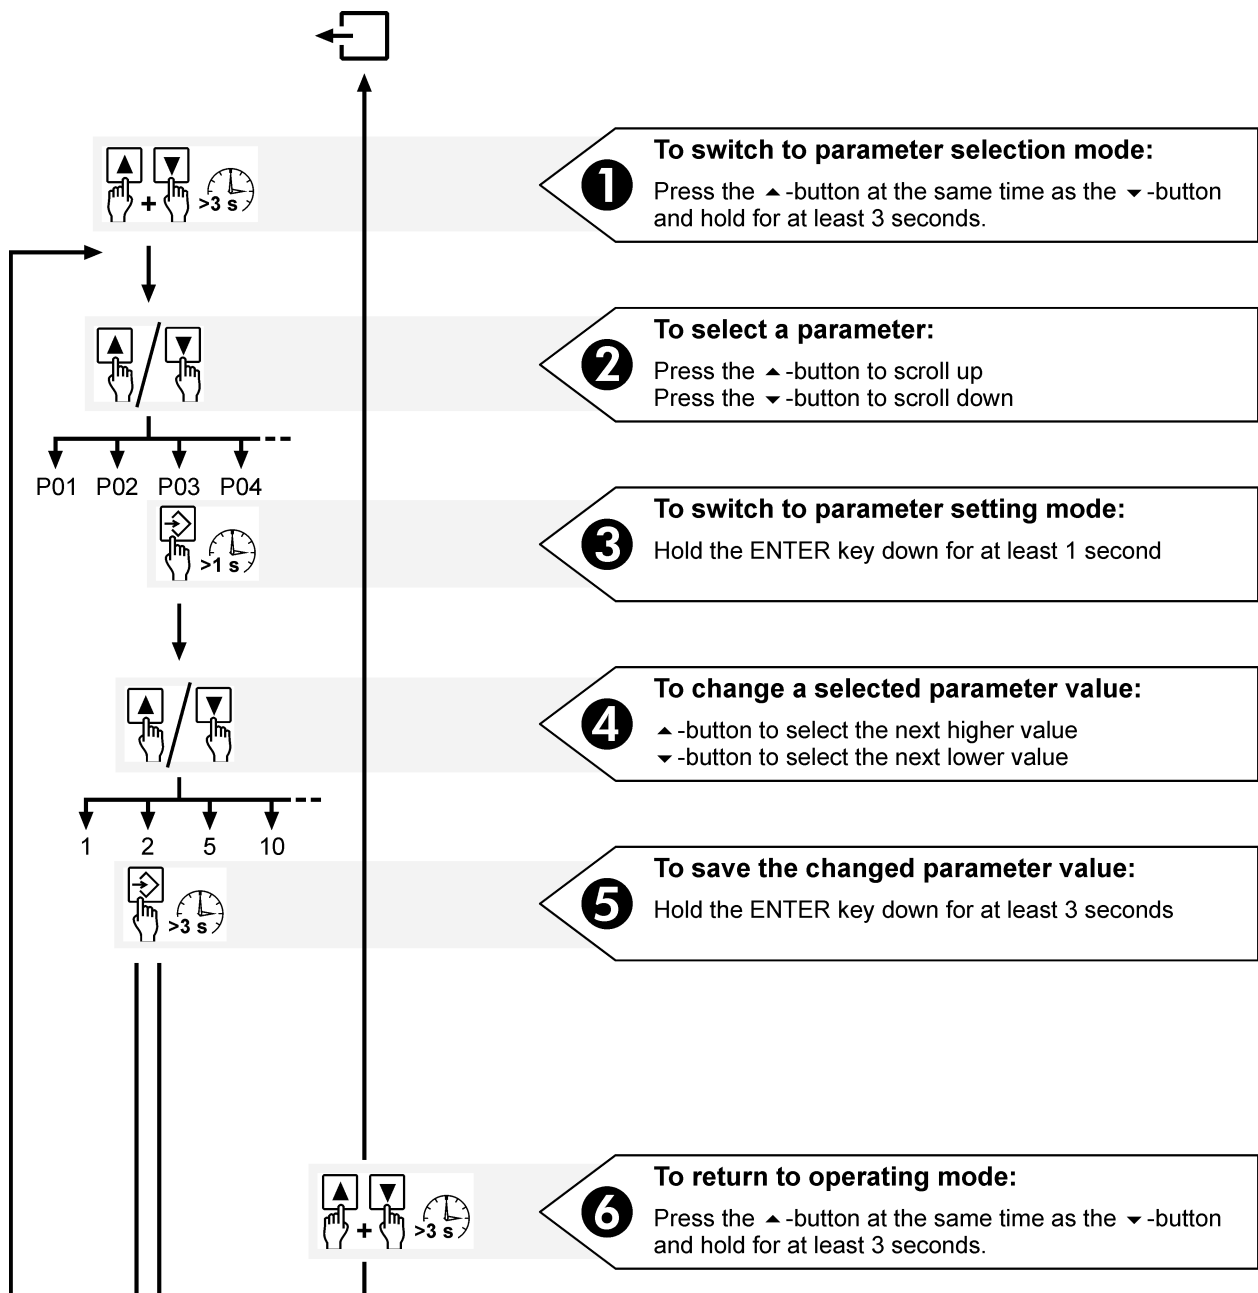 + >3 s
1
To switch to parameter selection mode:
Press the ▲-button at the same time as the ▼-button
and hold for at least 3 seconds.
2
To select a parameter:
Press the ▲-button to scroll up
Press the ▼-button to scroll down
P01 P02 P03 P04
>1 s
3
To switch to parameter setting mode:
Hold the ENTER key down for at least 1 second
4
To change a selected parameter value:
▲-button to select the next higher value
▼-button to select the next lower value
1 2 5 10
>3 s
5
To save the changed parameter value:
Hold the ENTER key down for at least 3 seconds
+ >3 s
6
To return to operating mode:
Press the ▲-button at the same time as the ▼-button
and hold for at least 3 seconds.